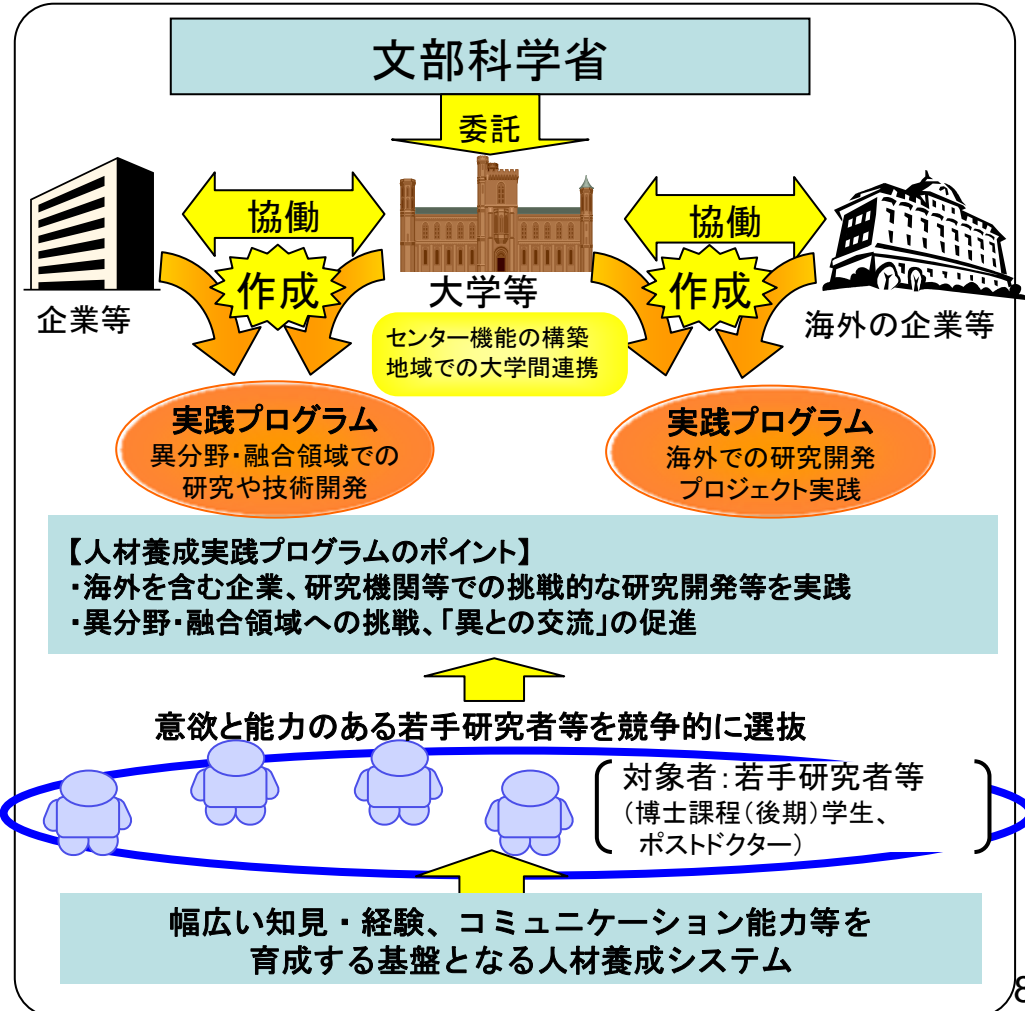 文部科学省
委託
協働
協働
作成
作成
企業等
大学等
海外の企業等
センター機能の構築
地域での大学間連携
実践プログラム
異分野・融合領域での
研究や技術開発
実践プログラム
海外での研究開発
プロジェクト実践
【人材養成実践プログラムのポイント】
・海外を含む企業、研究機関等での挑戦的な研究開発等を実践
・異分野・融合領域への挑戦、「異との交流」の促進
意欲と能力のある若手研究者等を競争的に選抜
対象者：若手研究者等
（博士課程（後期）学生、
ポストドクター）
幅広い知見・経験、コミュニケーション能力等を
育成する基盤となる人材養成システム
8